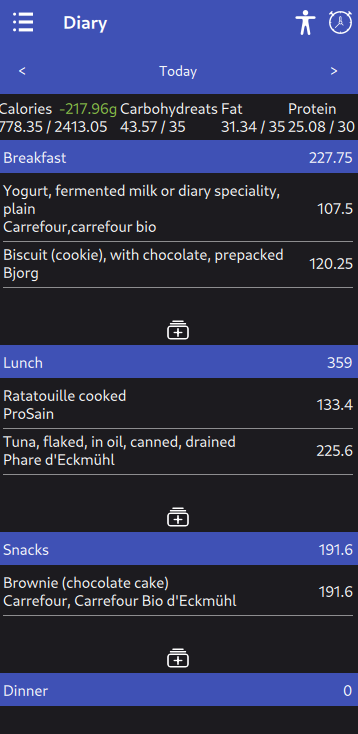 Diary
< Today >
Calories -217.96g Carbohydreats Fat Protein
778.35 / 2413.05 43.57 / 35 31.34 / 35 25.08 / 30
Breakfast 227.75
Yogurt, fermented milk or diary speciality,
plain
107.5
Carrefour,carrefour bio
Biscuit (cookie), with chocolate, prepacked
120.25
Bjorg
Lunch 359
Ratatouille cooked
133.4
ProSain
Tuna, flaked, in oil, canned, drained
225.6
Phare d'Eckmühl
Snacks 191.6
Brownie (chocolate cake)
191.6
Carrefour, Carrefour Bio d'Eckmühl
Dinner 0